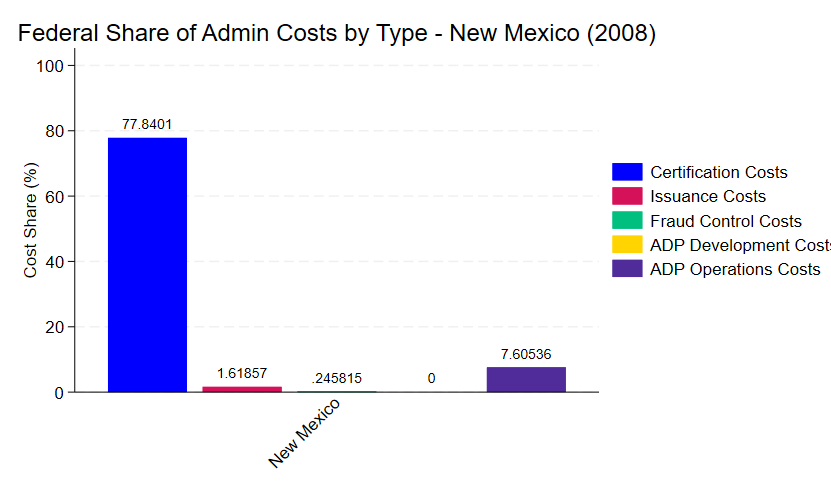 Federal Share of Admin Costs by Type - New Mexico (2008)
Cost Share (%)
100
80
60
40
20
0
77.8401
1.61857
.245815
0
7.60536
New Mexico
Certification Costs
Issuance Costs
Fraud Control Costs
ADP Development Costs
ADP Operations Costs